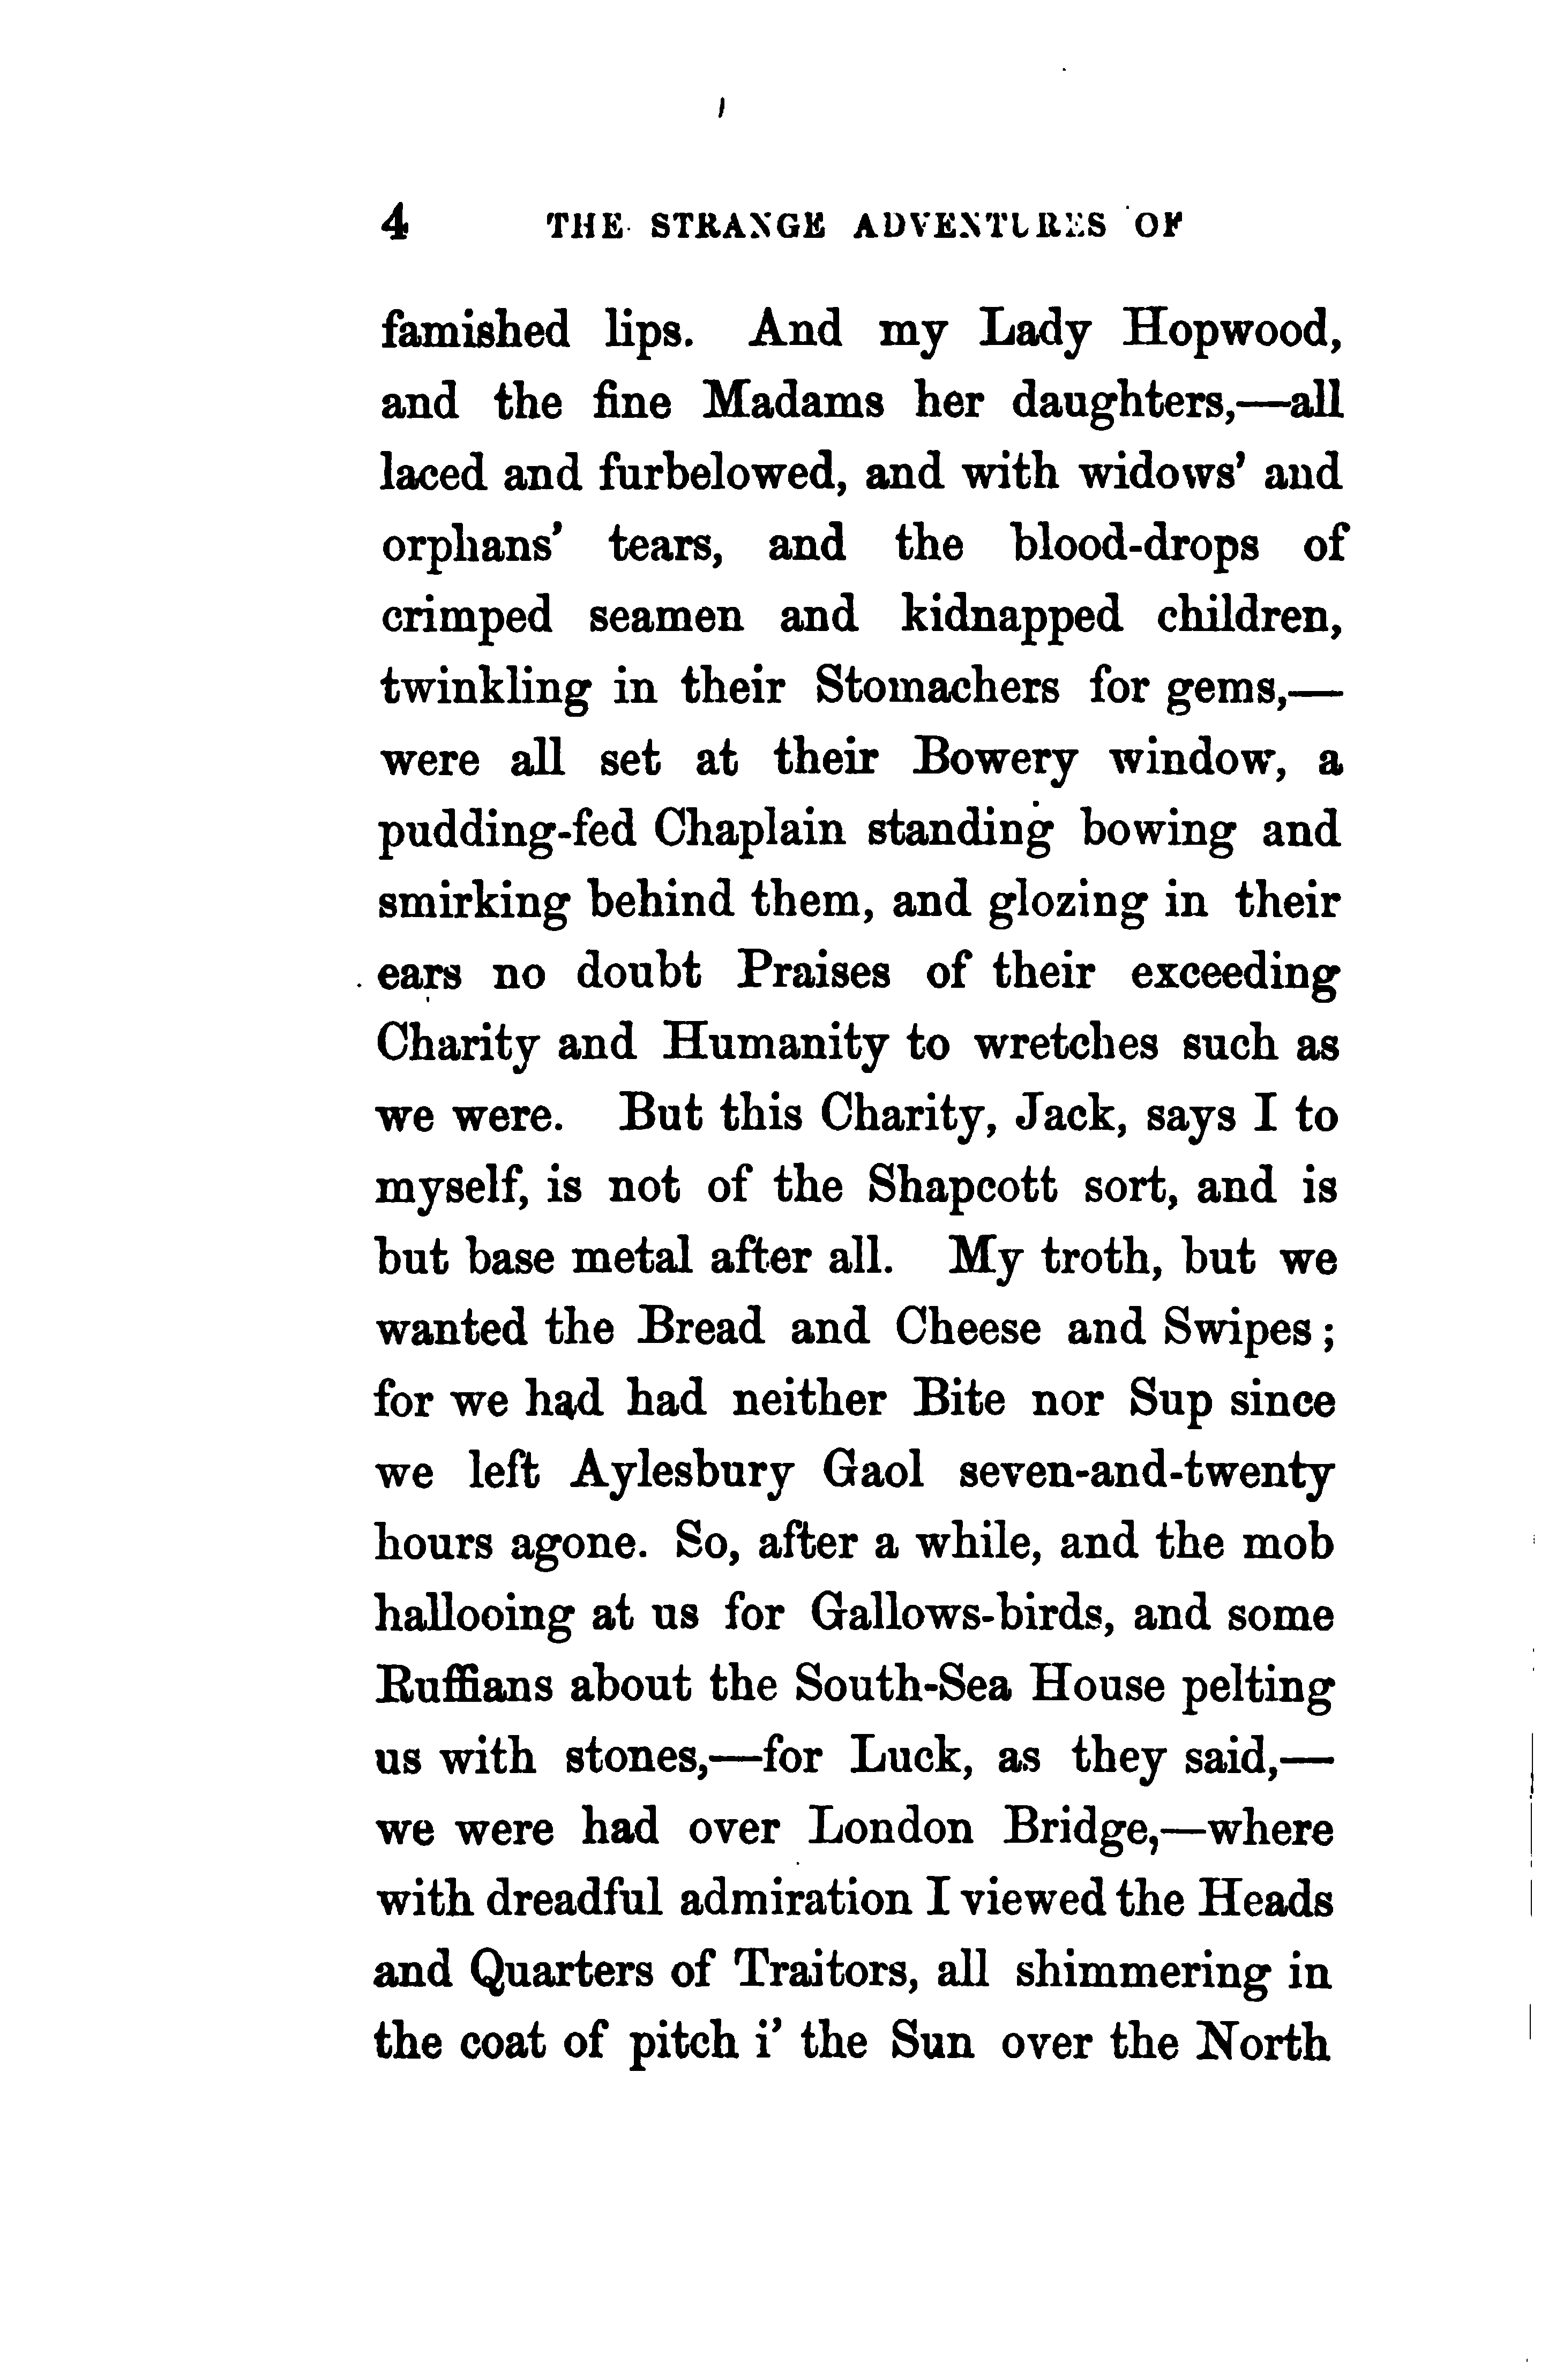 4 THE STRANGE ADVENTURES OF
famished lips. And my Lady Hopwood,
and the fine Madams her daughters,—all
laced and furbelowed, and with widows' and
orphans' tears, and the blood-drops of
crimped seamen and kidnapped children,
twinkling in their Stomachers for gems,—
were all set at their Bowery window, a
pudding-fed Chaplain standing bowing and
smirking behind them, and glozing in their
ears no doubt Praises of their exceeding
Charity and Humanity to wretches such as
we were. But this Charity, Jack, says I to
myself, is not of the Shapcott sort, and is
but base metal after all. My troth, but we
wanted the Bread and Cheese and Swipes;
for we had had neither Bite nor Sup since
we left Aylesbury Gaol seven-and-twenty
hours agone. So, after a while, and the mob
hallooing at us for Gallows-birds, and some
Ruffians about the South-Sea House pelting
us with stones,—for Luck, as they said,—
we were had over London Bridge,—where
with dreadful admiration I viewed the Heads
and Quarters of Traitors, all shimmering in
the coat of pitch i' the Sun over the North